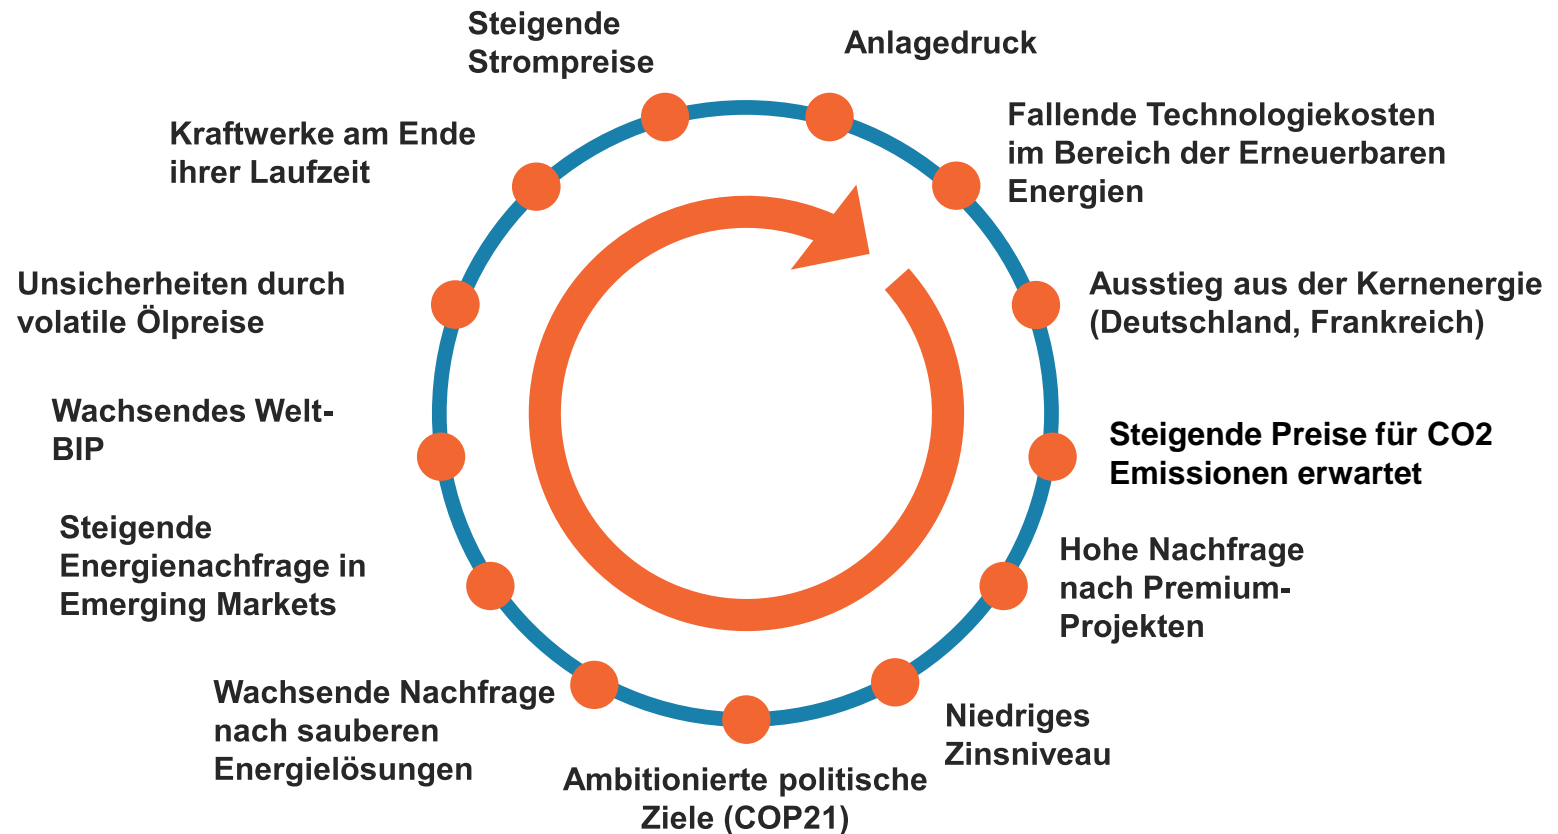 Steigende
Strompreise
Anlagedruck
Fallende Technologiekosten
im Bereich der Erneuerbaren
Energien
Ausstieg aus der Kernenergie
(Deutschland, Frankreich)
Steigende Preise für CO2
Emissionen erwartet
Hohe Nachfrage
nach Premium-
Projekten
Niedriges
Zinsniveau
Ambitionierte politische
Ziele (COP21)
Wachsende Nachfrage
nach sauberen
Energielösungen
Steigende
Energienachfrage in
Emerging Markets
Wachsendes Welt-
BIP
Unsicherheiten durch
volatile Ölpreise
Kraftwerke am Ende
ihrer Laufzeit